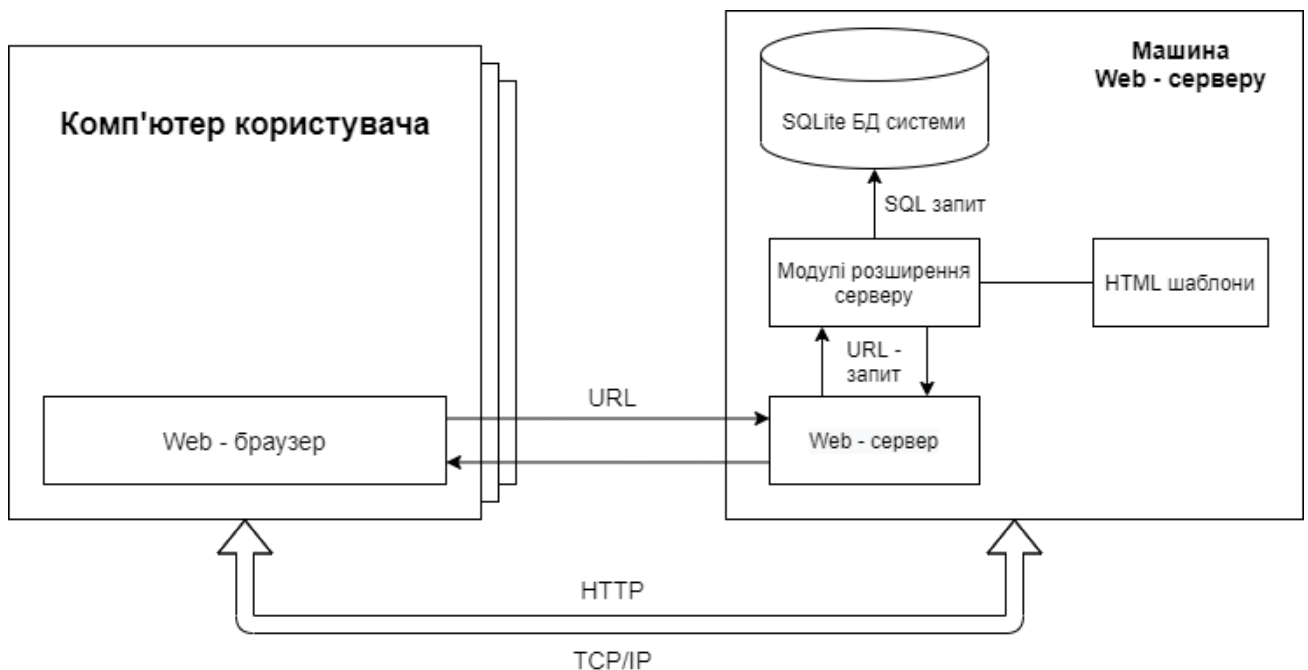 Комп'ютер користувача
Web - браузер
URL
Машина
Web - серверу
SQLite БД системи
SQL запит
Модулі розширення
серверу
HTML шаблони
URL -
запит
Web - сервер
HTTP
TCP/IP